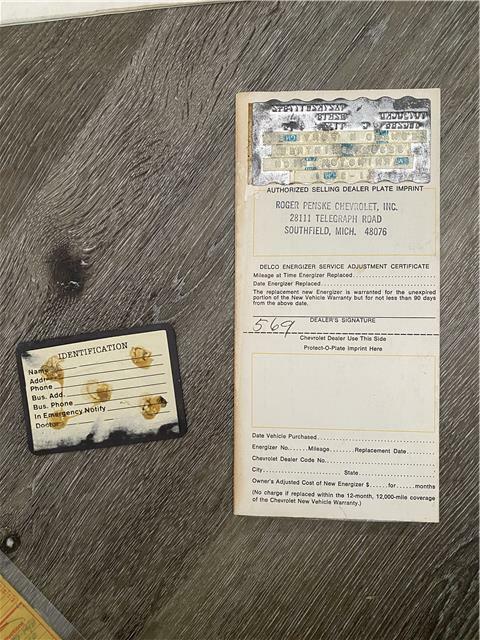 AUTHORIZED SELLING DEALER PLATE IMPRINT
ROGER PENSKE CHEVROLET, INC.
28111 TELEGRAPH ROAD
SOUTHFIELD, MICH. 48076
DELCO ENERGIZER SERVICE ADJUSTMENT CERTIFICATE
Mileage at Time Energizer Replaced
Date Energizer Replaced
The replacement new Energizer is warranted for the unexpired
portion of the New Vehicle Warranty but for not less than 90 days
from the above date.
569
DEALER'S SIGNATURE
Chevrolet Dealer Use This Side
Protect-O-Plate Imprint Here
Date Vehicle Purchased
Energizer No. Mileage Replacement Date
Chevrolet Dealer Code No.
City State
Owner's Adjusted Cost of New Energizer $ for months
(No charge if replaced within the 12-month, 12,000-mile coverage
of the Chevrolet New Vehicle Warranty.)
IDENTIFICATION
Name
Phone
Bus. Add.
Bus. Phone
In Emergency Notify
Doctor